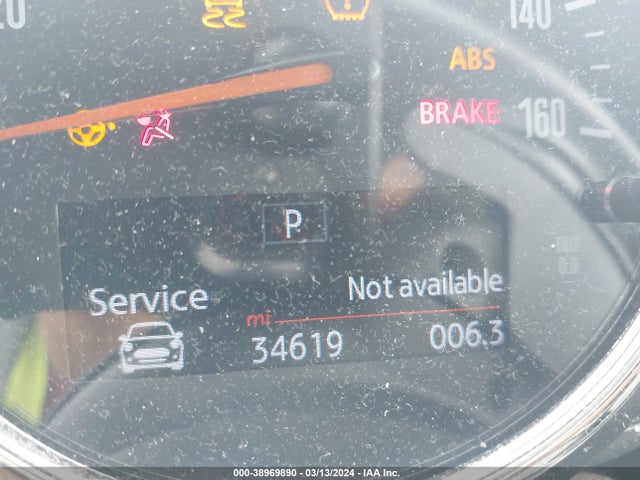 20
140
ABS
BRAKE
160
P
Service
Not available
mi
34619
006.3
000-38969890 - 03/13/2024 - IAA Inc.